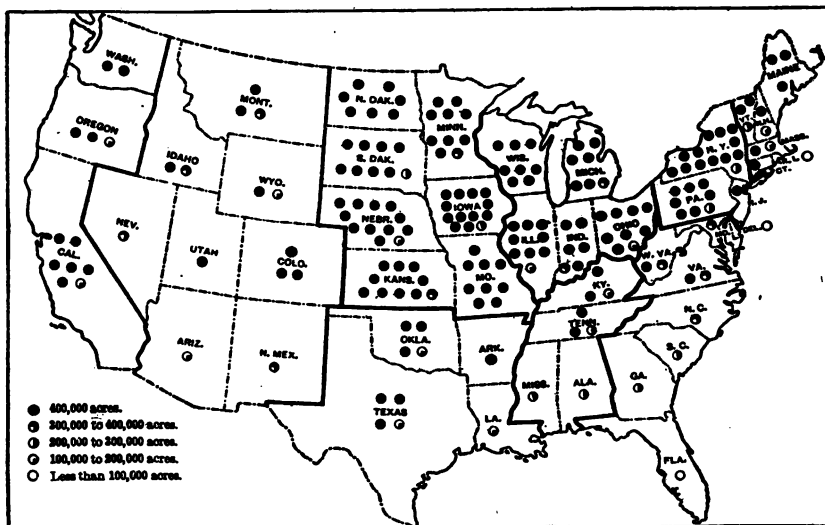 WASH.
MONT.
N. DAK.
MINN.
MAINE
OREGON
IDAHO
S. DAK.
WIS.
MICH.
N. Y.
VT.
N.H.
MASS.
CT.
WYO.
NEBR.
IOWA
PA.
N. J.
NEV.
UTAH
COLO.
KANS.
MO.
ILL.
IND.
OHIO
W. VA.
VA.
DEL.
CAL.
KY.
ARIZ.
N. MEX.
OKLA.
ARK.
TENN.
N. C.
S. C.
TEXAS
LA.
MISS.
ALA.
GA.
FLA.
400,000 acres.
300,000 to 400,000 acres.
200,000 to 300,000 acres.
100,000 to 200,000 acres.
Less than 100,000 acres.